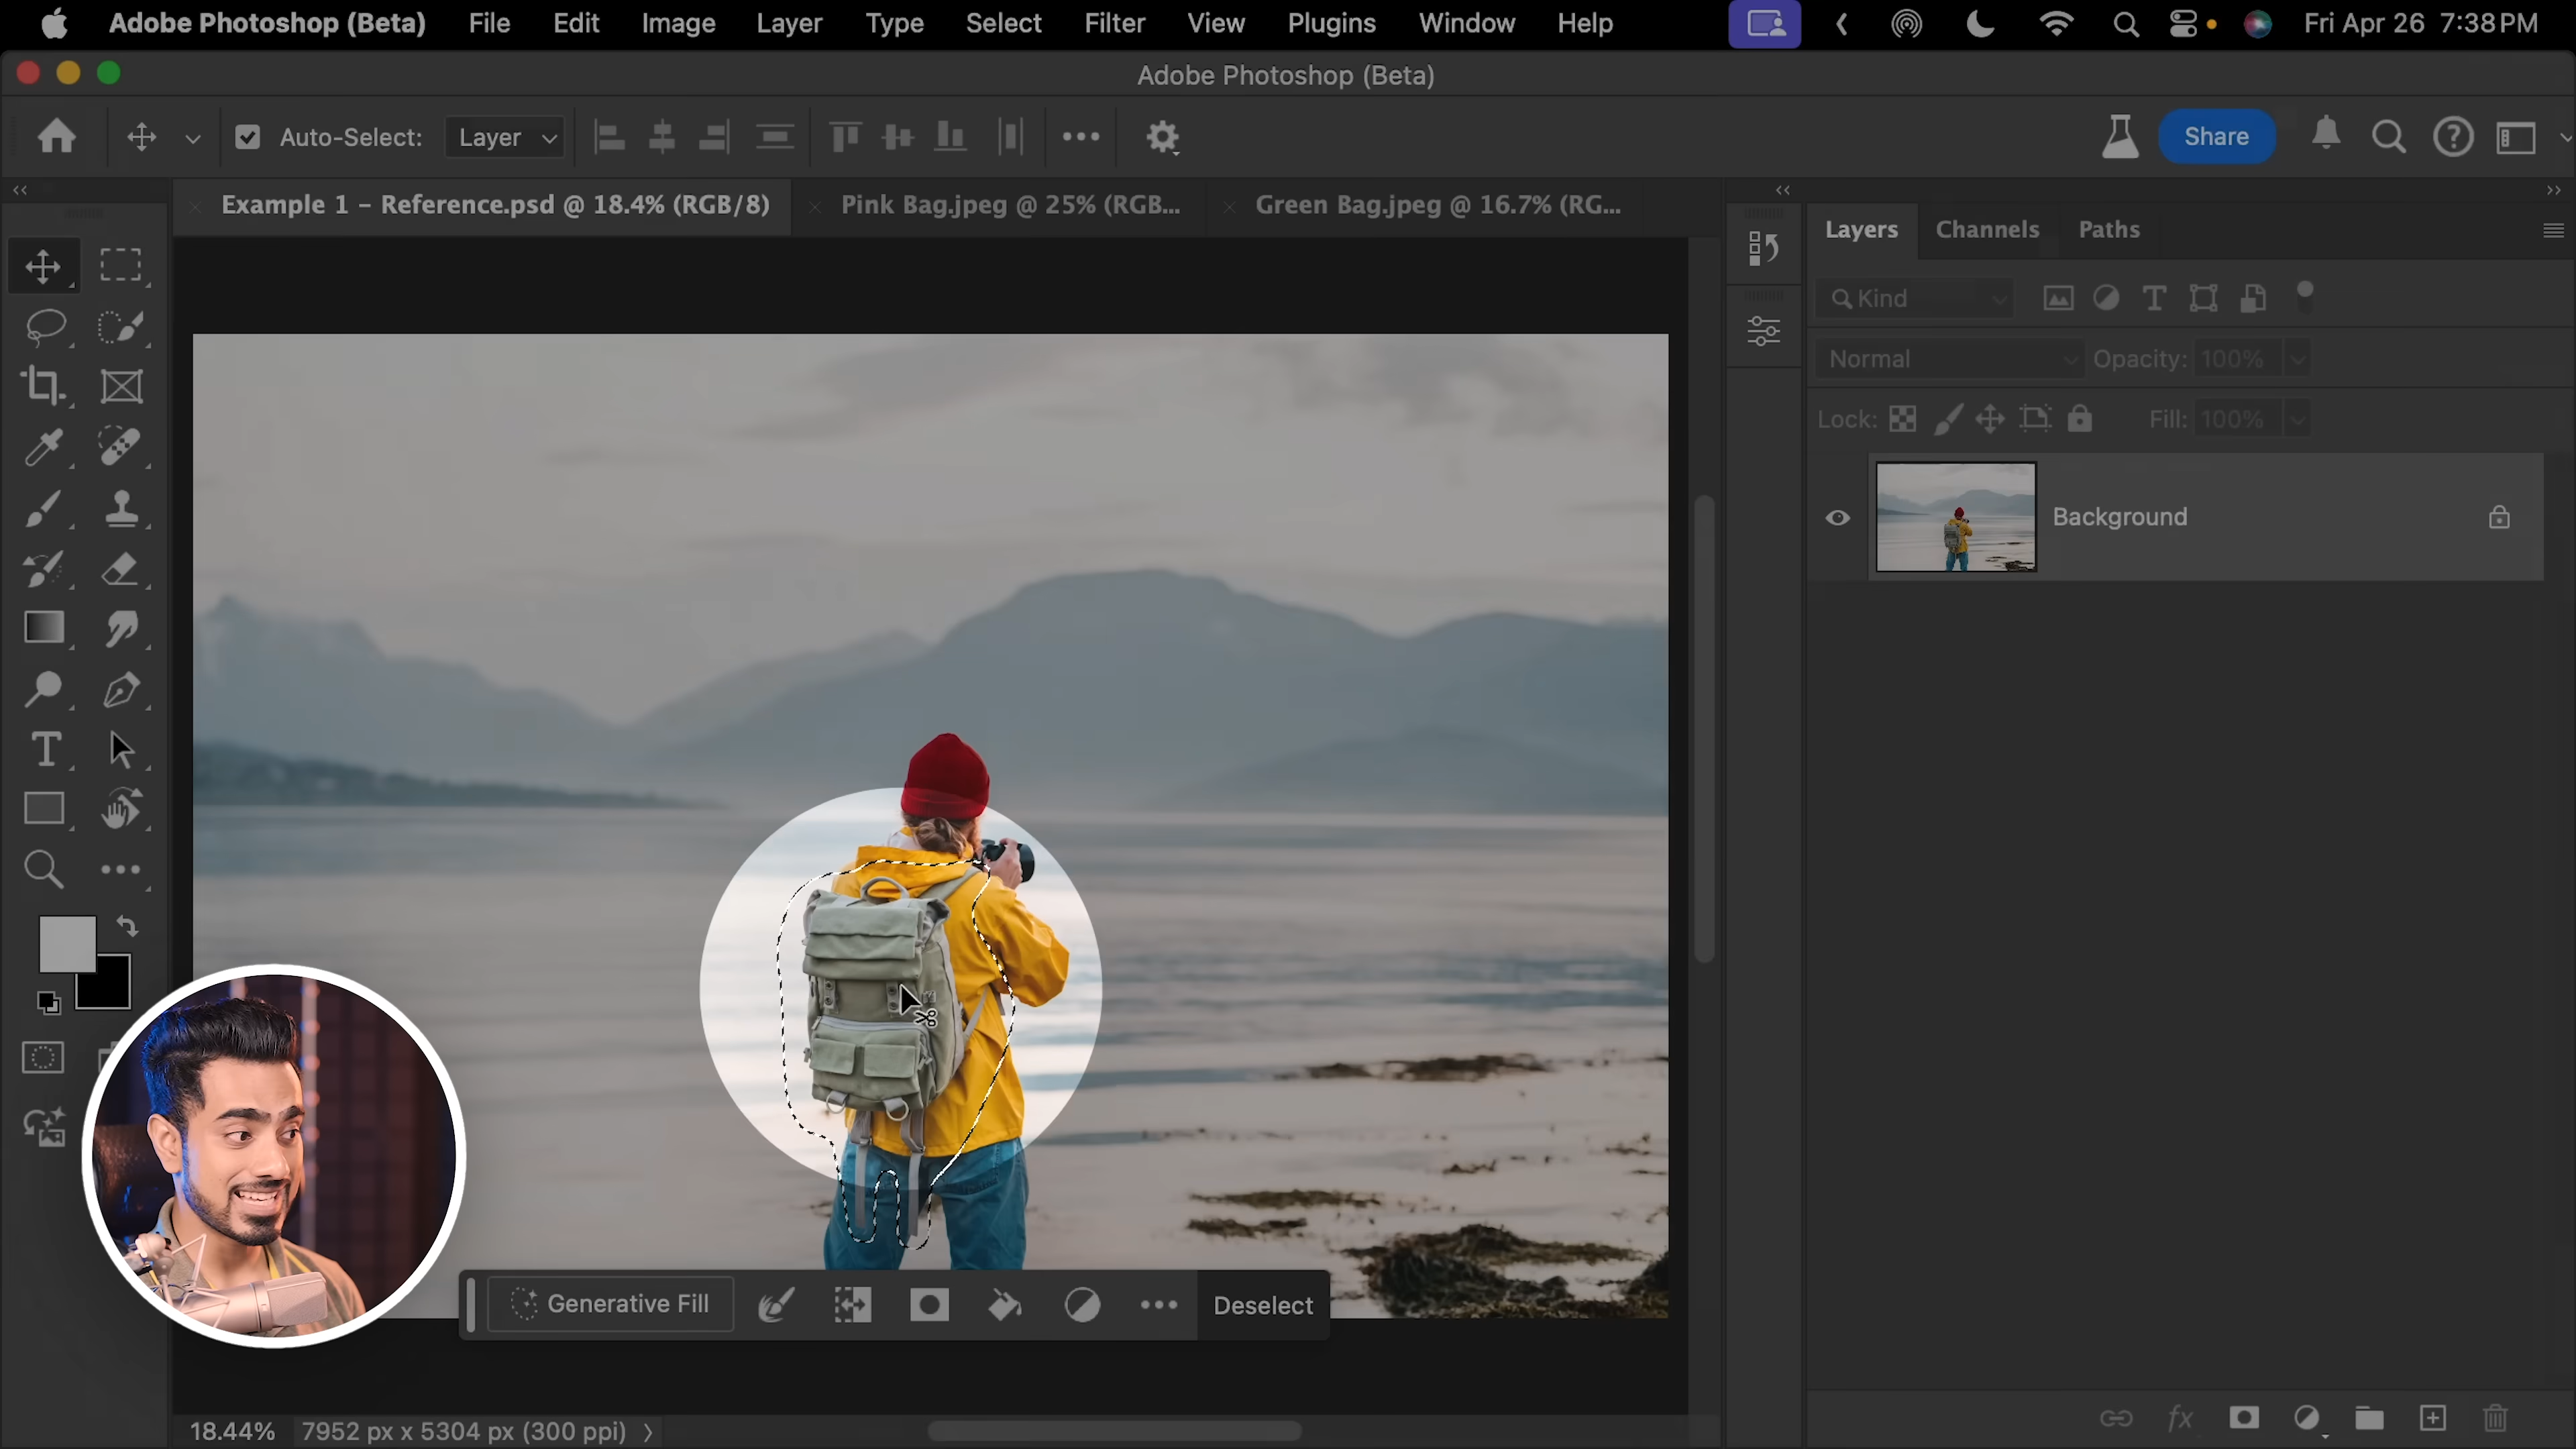 Adobe Photoshop (Beta) File Edit Image Layer Type Select Filter View Plugins Window Help Fri Apr 26 7:38 PM
Adobe Photoshop (Beta)
Auto-Select: Layer Share
Example 1 – Reference.psd @ 18.4% (RGB/8) Pink Bag.jpeg @ 25% (RGB... Green Bag.jpeg @ 16.7% (RG...
Layers Channels Paths
Kind
Normal Opacity: 100%
Lock: Fill: 100%
Background
Generative Fill Deselect
18.44% 7952 px x 5304 px (300 ppi)
fx